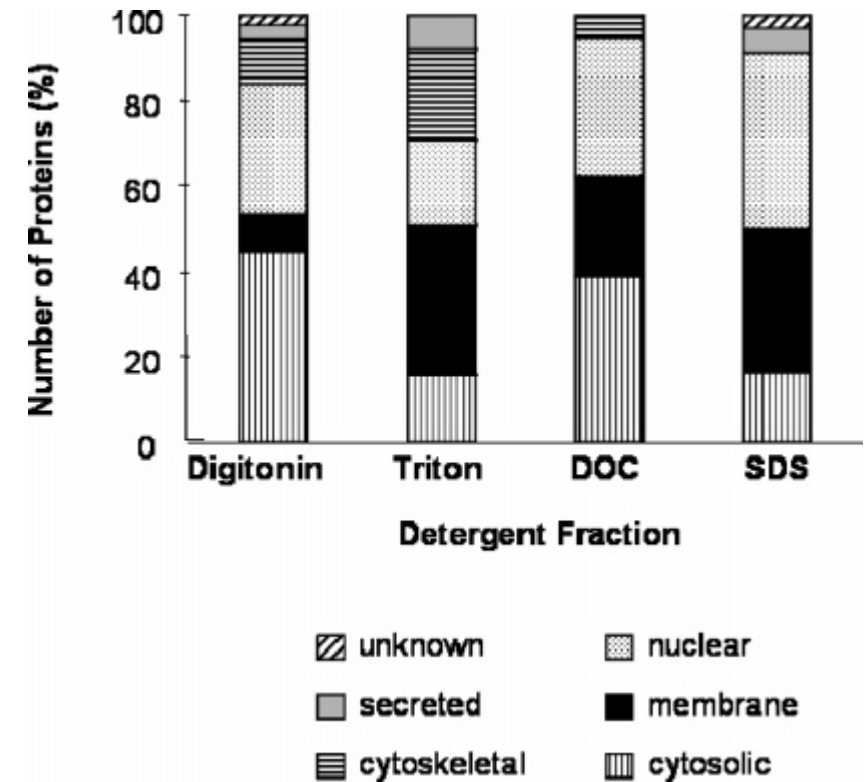 Number of Proteins (%)
100
80
60
40
20
0
Digitonin Triton DOC SDS
Detergent Fraction
unknown nuclear
secreted membrane
cytoskeletal cytosolic